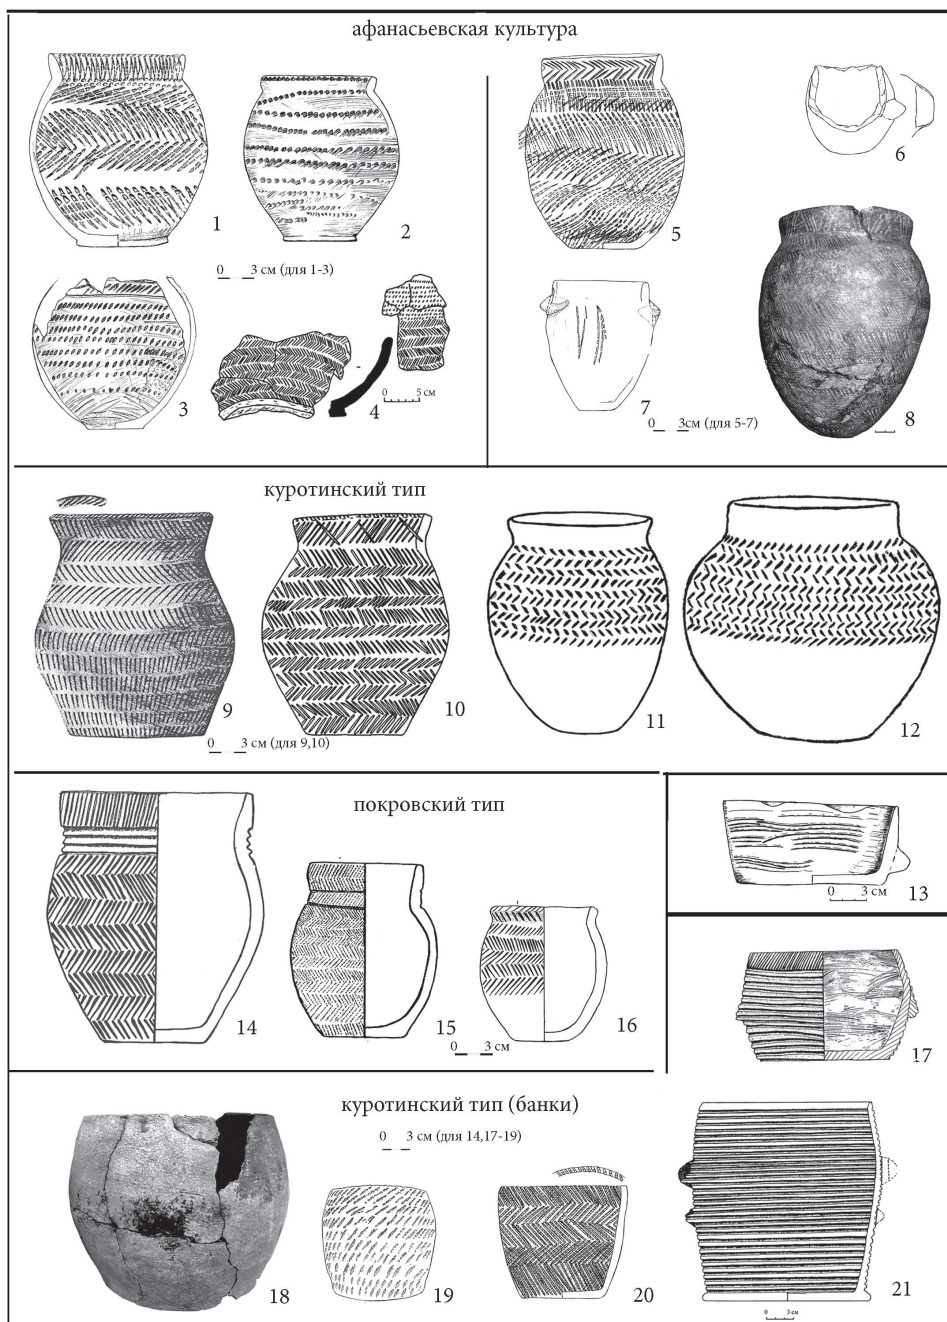 афанасьевская культура
1
2
0 3 см (для 1-3)
3
4
0 5 см
5
6
7
0 3см (для 5-7)
8
куротинский тип
9
0 3 см (для 9,10)
10
11
12
покровский тип
14
15
0 3 см
16
0 3 см
13
17
куротинский тип (банки)
0 3 см (для 14,17-19)
18
19
20
21
0 3 см